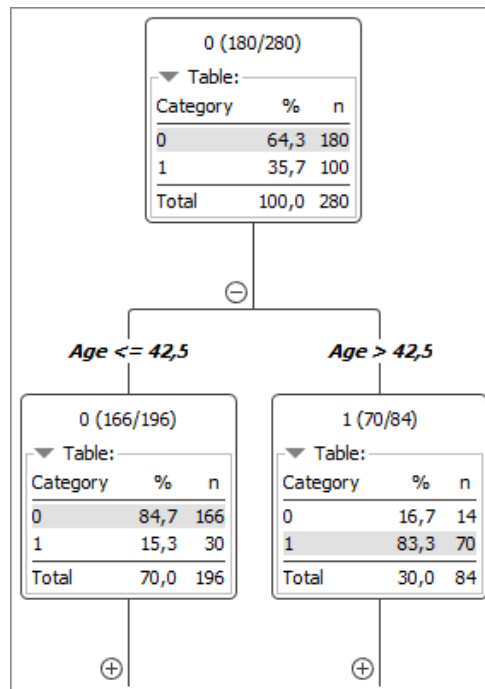 0 (180/280)
Table:
Category % n
0 64,3 180
1 35,7 100
Total 100,0 280
Age <= 42,5
Age > 42,5
0 (166/196)
Table:
Category % n
0 84,7 166
1 15,3 30
Total 70,0 196
1 (70/84)
Table:
Category % n
0 16,7 14
1 83,3 70
Total 30,0 84